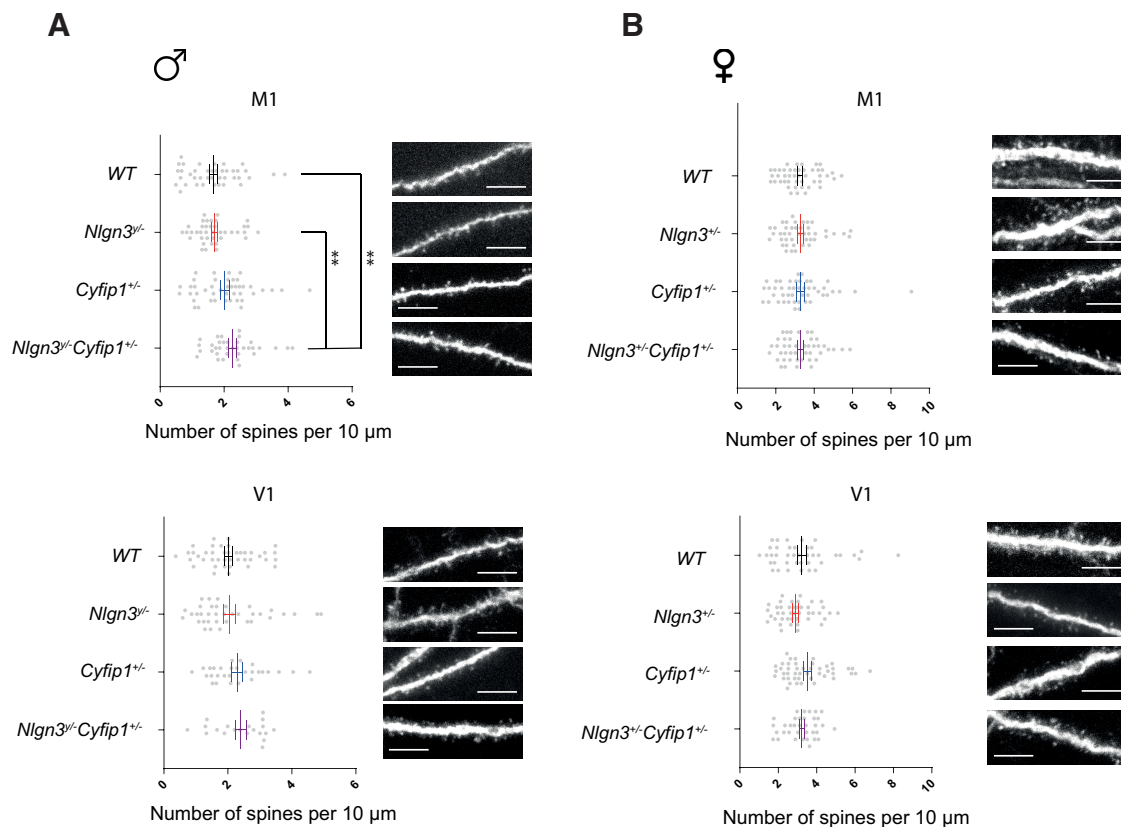 A
♂
M1
WT
Nlgn3y/-
Cyfip1+/-
Nlgn3y/-Cyfip1+/-
**
**
0 2 4 6
Number of spines per 10 µm
V1
WT
Nlgn3y/-
Cyfip1+/-
Nlgn3y/-Cyfip1+/-
0 2 4 6
Number of spines per 10 µm
B
♀
M1
WT
Nlgn3+/-
Cyfip1+/-
Nlgn3+/-Cyfip1+/-
0 2 4 6 8 10
Number of spines per 10 µm
V1
WT
Nlgn3+/-
Cyfip1+/-
Nlgn3+/-Cyfip1+/-
0 2 4 6 8 10
Number of spines per 10 µm